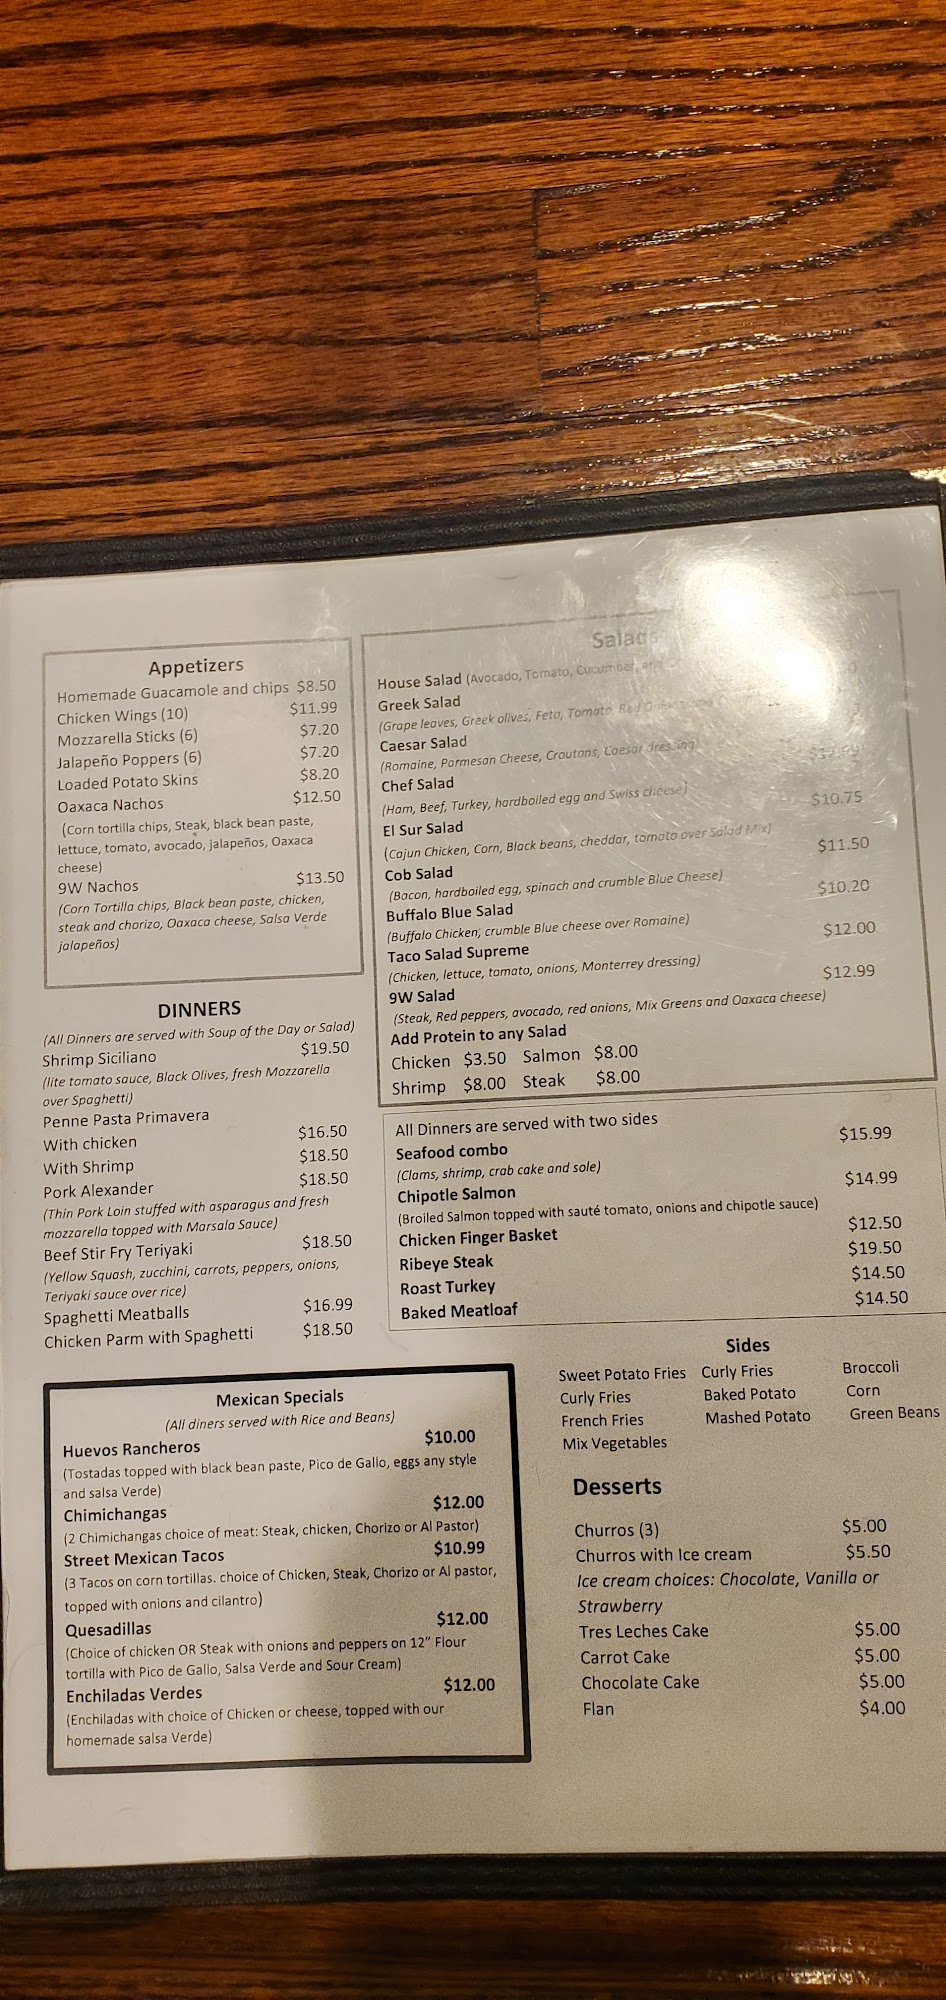 Appetizers
Homemade Guacamole and chips $8.50
Chicken Wings (10) $11.99
Mozzarella Sticks (6) $7.20
Jalapeño Poppers (6) $7.20
Loaded Potato Skins $8.20
Oaxaca Nachos $12.50
(Corn tortilla chips, Steak, black bean paste,
lettuce, tomato, avocado, jalapeños, Oaxaca
cheese)
9W Nachos $13.50
(Corn Tortilla chips, Black bean paste, chicken,
steak and chorizo, Oaxaca cheese, Salsa Verde
jalapeños)
DINNERS
(All Dinners are served with Soup of the Day or Salad)
Shrimp Siciliano $19.50
(lite tomato sauce, Black Olives, fresh Mozzarella
over Spaghetti)
Penne Pasta Primavera
With chicken $16.50
With Shrimp $18.50
Pork Alexander $18.50
(Thin Pork Loin stuffed with asparagus and fresh
mozzarella topped with Marsala Sauce)
Beef Stir Fry Teriyaki $18.50
(Yellow Squash, zucchini, carrots, peppers, onions,
Teriyaki sauce over rice)
Spaghetti Meatballs $16.99
Chicken Parm with Spaghetti $18.50
Mexican Specials
(All diners served with Rice and Beans)
Huevos Rancheros $10.00
(Tostadas topped with black bean paste, Pico de Gallo, eggs any style
and salsa Verde)
Chimichangas $12.00
(2 Chimichangas choice of meat: Steak, chicken, Chorizo or Al Pastor)
Street Mexican Tacos $10.99
(3 Tacos on corn tortillas. choice of Chicken, Steak, Chorizo or Al pastor,
topped with onions and cilantro)
Quesadillas $12.00
(Choice of chicken OR Steak with onions and peppers on 12" Flour
tortilla with Pico de Gallo, Salsa Verde and Sour Cream)
Enchiladas Verdes $12.00
(Enchiladas with choice of Chicken or cheese, topped with our
homemade salsa Verde)
Salads
House Salad (Avocado, Tomato, Cucumber, and
Greek Salad
(Grape leaves, Greek olives, Feto, Tomato, Red Onions and
Caesar Salad
(Romaine, Parmesan Cheese, Croutons, Caesar dressing)
Chef Salad
(Ham, Beef, Turkey, hardboiled egg and Swiss cheese)
El Sur Salad $10.75
(Cajun Chicken, Corn, Black beans, cheddar, tomato over Salad Mix)
Cob Salad $11.50
(Bacon, hardboiled egg, spinach and crumble Blue Cheese)
Buffalo Blue Salad $10.20
(Buffalo Chicken, crumble Blue cheese over Romaine)
Taco Salad Supreme $12.00
(Chicken, lettuce, tomato, onions, Monterrey dressing)
9W Salad $12.99
(Steak, Red peppers, avocado, red onions, Mix Greens and Oaxaca cheese)
Add Protein to any Salad
Chicken $3.50 Salmon $8.00
Shrimp $8.00 Steak $8.00
All Dinners are served with two sides
Seafood combo $15.99
(Clams, shrimp, crab cake and sole)
Chipotle Salmon $14.99
(Broiled Salmon topped with sauté tomato, onions and chipotle sauce)
Chicken Finger Basket $12.50
Ribeye Steak $19.50
Roast Turkey $14.50
Baked Meatloaf $14.50
Sides
Sweet Potato Fries Curly Fries Broccoli
Curly Fries Baked Potato Corn
French Fries Mashed Potato Green Beans
Mix Vegetables
Desserts
Churros (3) $5.00
Churros with Ice cream $5.50
Ice cream choices: Chocolate, Vanilla or
Strawberry
Tres Leches Cake $5.00
Carrot Cake $5.00
Chocolate Cake $5.00
Flan $4.00